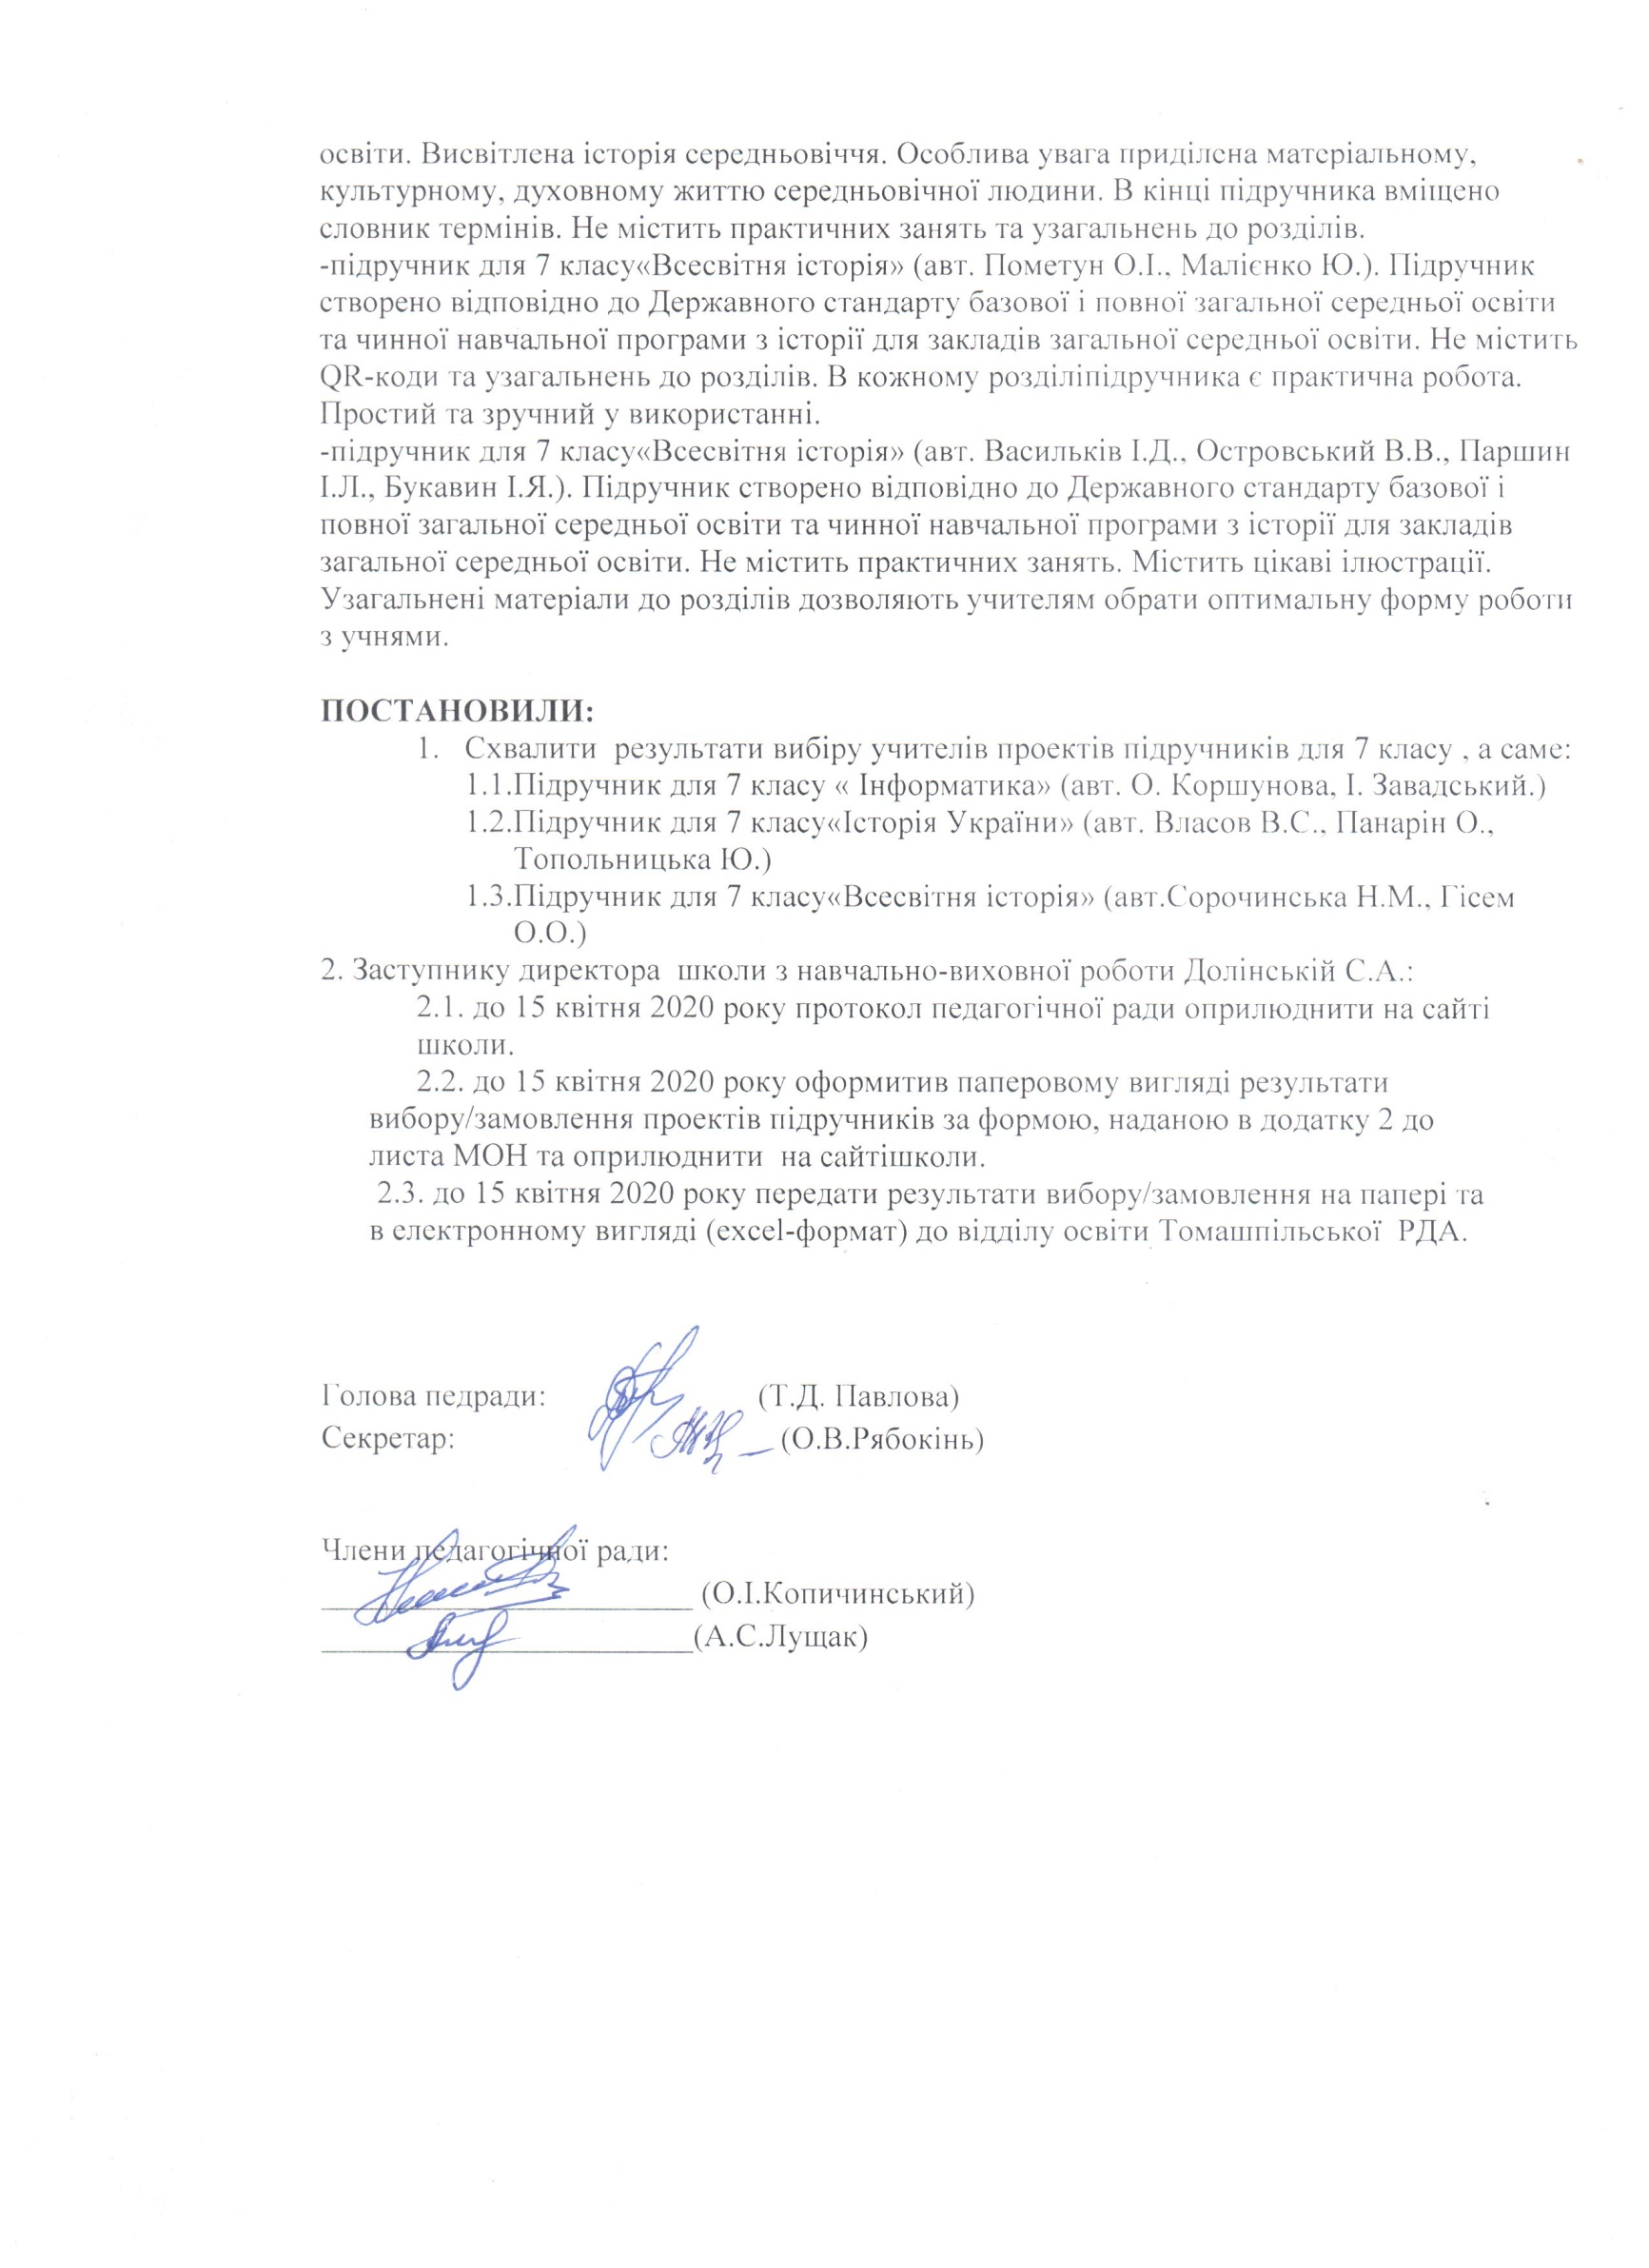 освіти. Висвітлена історія середньовіччя. Особлива увага приділена матеріальному,
культурному, духовному життю середньовічної людини. В кінці підручника вміщено
словник термінів. Не містить практичних занять та узагальнень до розділів.
-підручник для 7 класу«Всесвітня історія» (авт. Пометун О.І., Малієнко Ю.). Підручник
створено відповідно до Державного стандарту базової і повної загальної середньої освіти
та чинної навчальної програми з історії для закладів загальної середньої освіти. Не містить
QR-коди та узагальнень до розділів. В кожному розділіпідручника є практична робота.
Простий та зручний у використанні.
-підручник для 7 класу«Всесвітня історія» (авт. Васильків І.Д., Островський В.В., Паршин
І.Л., Букавин І.Я.). Підручник створено відповідно до Державного стандарту базової і
повної загальної середньої освіти та чинної навчальної програми з історії для закладів
загальної середньої освіти. Не містить практичних занять. Містить цікаві ілюстрації.
Узагальнені матеріали до розділів дозволяють учителям обрати оптимальну форму роботи
з учнями.
ПОСТАНОВИЛИ:
1. Схвалити результати вибіру учителів проектів підручників для 7 класу , а саме:
1.1.Підручник для 7 класу « Інформатика» (авт. О. Коршунова, І. Завадський.)
1.2.Підручник для 7 класу«Історія України» (авт. Власов В.С., Панарін О.,
Топольницька Ю.)
1.3.Підручник для 7 класу«Всесвітня історія» (авт.Сорочинська Н.М., Гісем
О.О.)
2. Заступнику директора школи з навчально-виховної роботи Долінській С.А.:
2.1. до 15 квітня 2020 року протокол педагогічної ради оприлюднити на сайті
школи.
2.2. до 15 квітня 2020 року оформитив паперовому вигляді результати
вибору/замовлення проектів підручників за формою, наданою в додатку 2 до
листа МОН та оприлюднити на сайтішколи.
2.3. до 15 квітня 2020 року передати результати вибору/замовлення на папері та
в електронному вигляді (excel-формат) до відділу освіти Томашпільської РДА.
Голова педради: (Т.Д. Павлова)
Секретар: (О.В.Рябокінь)
Члени педагогічної ради:
(О.І.Копичинський)
(А.С.Лущак)